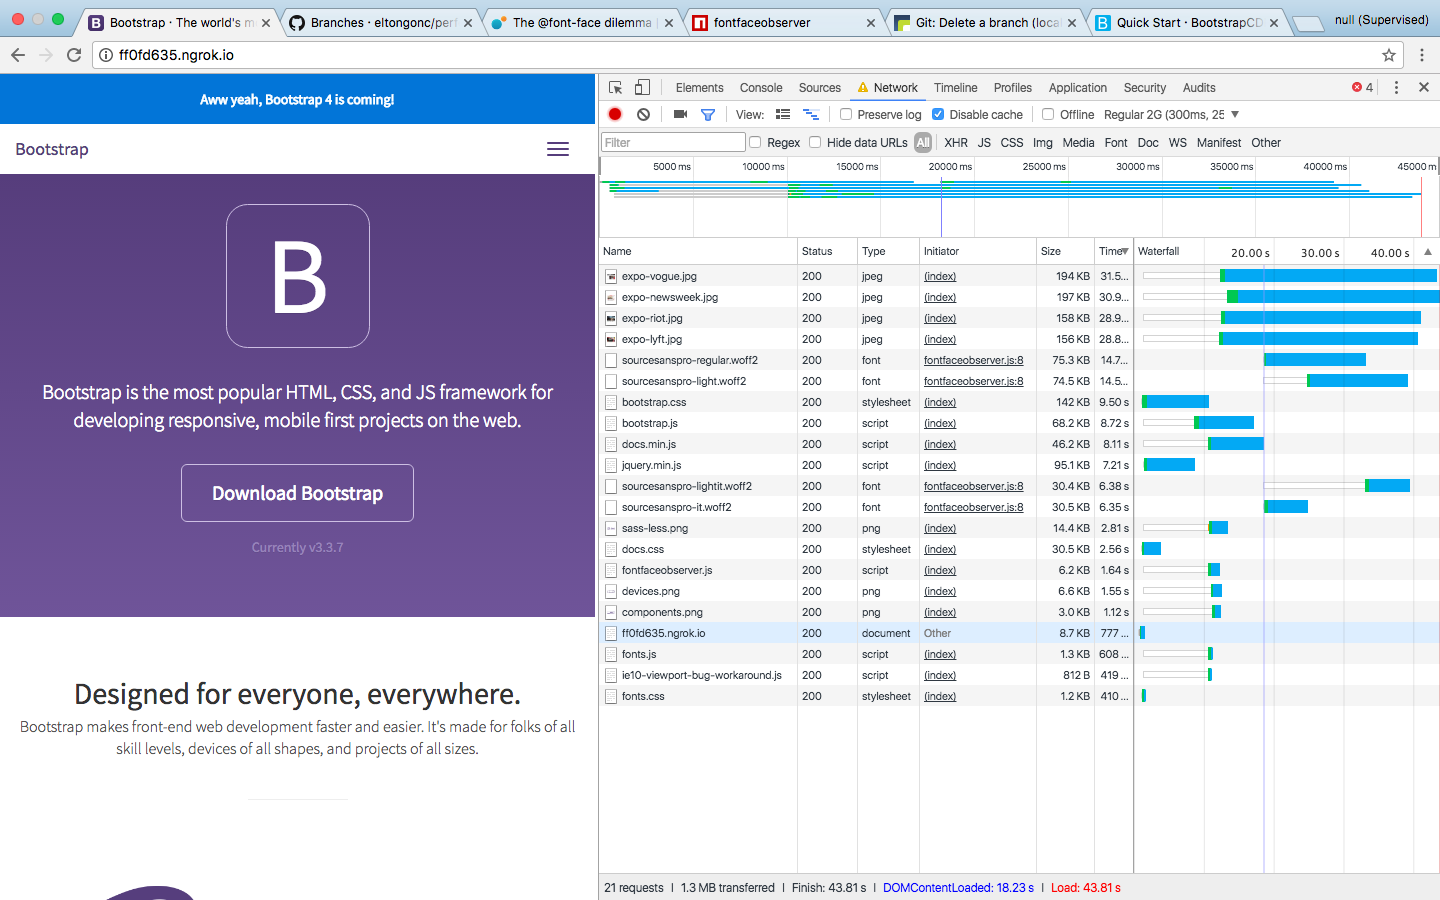 Bootstrap · The world's m
Branches · eltongonc/perf
The @font-face dilemma |
fontfaceobserver
Git: Delete a branch (local
Quick Start · BootstrapCD
null (Supervised)
ff0fd635.ngrok.io
Aww yeah, Bootstrap 4 is coming!
Bootstrap
B
Bootstrap is the most popular HTML, CSS, and JS framework for
developing responsive, mobile first projects on the web.
Download Bootstrap
Currently v3.3.7
Designed for everyone, everywhere.
Bootstrap makes front-end web development faster and easier. It's made for folks of all
skill levels, devices of all shapes, and projects of all sizes.
Elements Console Sources Network Timeline Profiles Application Security Audits 4
View: Preserve log Disable cache Offline Regular 2G (300ms, 25
Filter Regex Hide data URLs All XHR JS CSS Img Media Font Doc WS Manifest Other
5000 ms 10000 ms 15000 ms 20000 ms 25000 ms 30000 ms 35000 ms 40000 ms 45000 m
Name Status Type Initiator Size Time Waterfall 20.00 s 30.00 s 40.00 s
expo-vogue.jpg 200 jpeg (index) 194 KB 31.5...
expo-newsweek.jpg 200 jpeg (index) 197 KB 30.9...
expo-riot.jpg 200 jpeg (index) 158 KB 28.9...
expo-lyft.jpg 200 jpeg (index) 156 KB 28.8...
sourcesanspro-regular.woff2 200 font fontfaceobserver.js:8 75.3 KB 14.7...
sourcesanspro-light.woff2 200 font fontfaceobserver.js:8 74.5 KB 14.5...
bootstrap.css 200 stylesheet (index) 142 KB 9.50 s
bootstrap.js 200 script (index) 68.2 KB 8.72 s
docs.min.js 200 script (index) 46.2 KB 8.11 s
jquery.min.js 200 script (index) 95.1 KB 7.21 s
sourcesanspro-lightit.woff2 200 font fontfaceobserver.js:8 30.4 KB 6.38 s
sourcesanspro-it.woff2 200 font fontfaceobserver.js:8 30.5 KB 6.35 s
sass-less.png 200 png (index) 14.4 KB 2.81 s
docs.css 200 stylesheet (index) 30.5 KB 2.56 s
fontfaceobserver.js 200 script (index) 6.2 KB 1.64 s
devices.png 200 png (index) 6.6 KB 1.55 s
components.png 200 png (index) 3.0 KB 1.12 s
ff0fd635.ngrok.io 200 document Other 8.7 KB 777 ...
fonts.js 200 script (index) 1.3 KB 608 ...
ie10-viewport-bug-workaround.js 200 script (index) 812 B 419 ...
fonts.css 200 stylesheet (index) 1.2 KB 410 ...
21 requests | 1.3 MB transferred | Finish: 43.81 s | DOMContentLoaded: 18.23 s | Load: 43.81 s